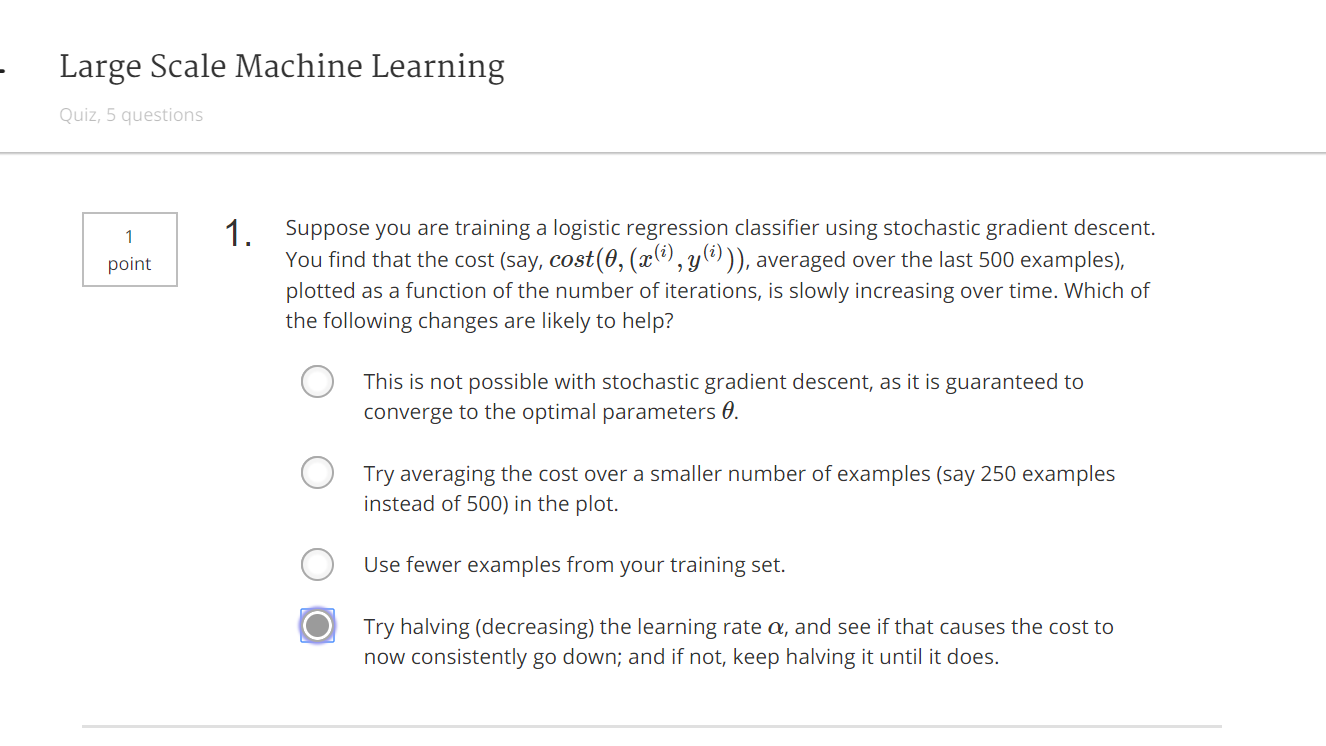 Large Scale Machine Learning
Quiz, 5 questions
1
point
1.
Suppose you are training a logistic regression classifier using stochastic gradient descent.
You find that the cost (say, cost(θ, (x^(i), y^(i))), averaged over the last 500 examples),
plotted as a function of the number of iterations, is slowly increasing over time. Which of
the following changes are likely to help?
This is not possible with stochastic gradient descent, as it is guaranteed to
converge to the optimal parameters θ.
Try averaging the cost over a smaller number of examples (say 250 examples
instead of 500) in the plot.
Use fewer examples from your training set.
Try halving (decreasing) the learning rate α, and see if that causes the cost to
now consistently go down; and if not, keep halving it until it does.